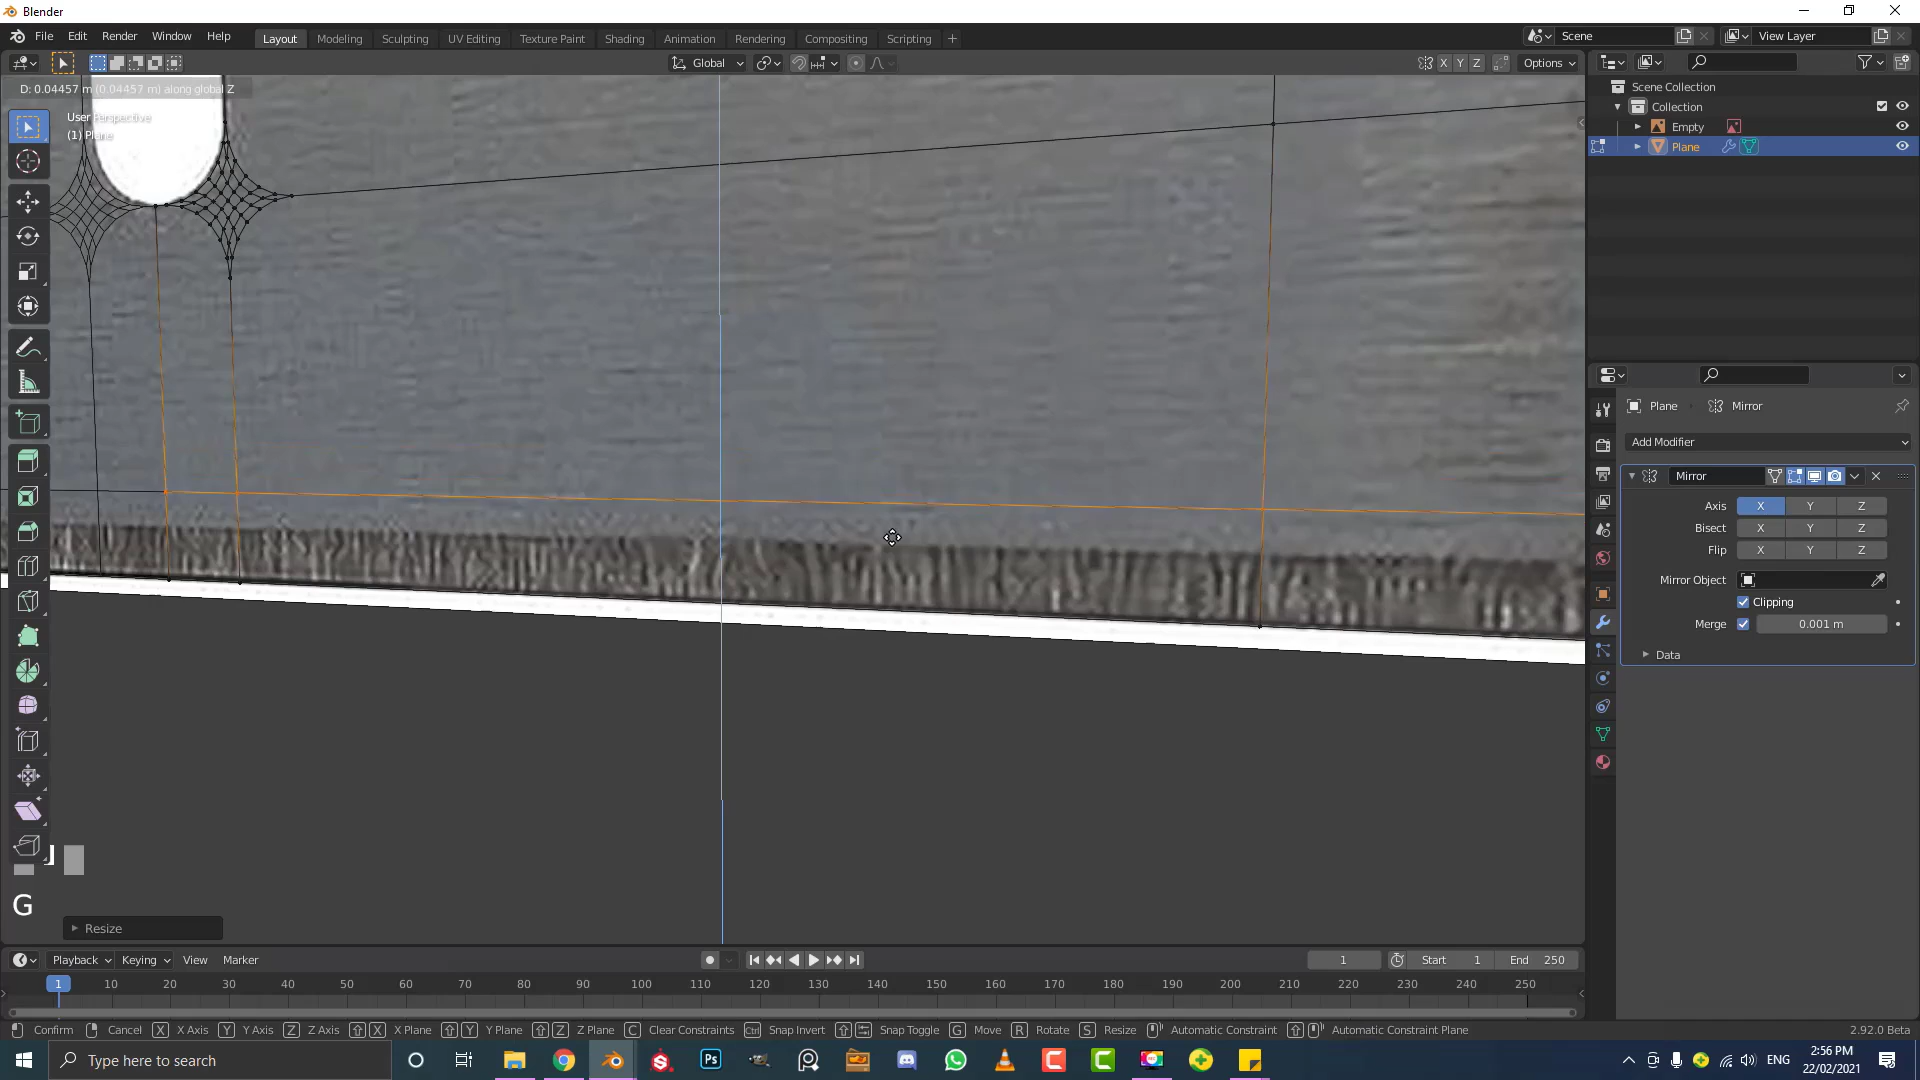 Blender
File Edit Render Window Help
Layout Modeling Sculpting UV Editing Texture Paint Shading Animation Rendering Compositing Scripting +
Scene View Layer
Global X Y Z Options
D: 0.04457 m (0.04457 m) along global Z
User Perspective
(1) Plane
Scene Collection
Collection
Empty
Plane
Plane Mirror
Add Modifier
Mirror
Axis X Y Z
Bisect X Y Z
Flip X Y Z
Mirror Object
Clipping
Merge 0.001 m
Data
G
Resize
Playback Keying View Marker 1 Start 1 End 250
1 10 20 30 40 50 60 70 80 90 100 110 120 130 140 150 160 170 180 190 200 210 220 230 240 250
Confirm Cancel X X Axis Y Y Axis Z Z Axis X X Plane Y Y Plane Z Z Plane C Clear Constraints Ctrl Snap Invert Snap Toggle G Move R Rotate S Resize Automatic Constraint Automatic Constraint Plane 2.92.0 Beta
Type here to search
Ps
ENG
2:56 PM
22/02/2021